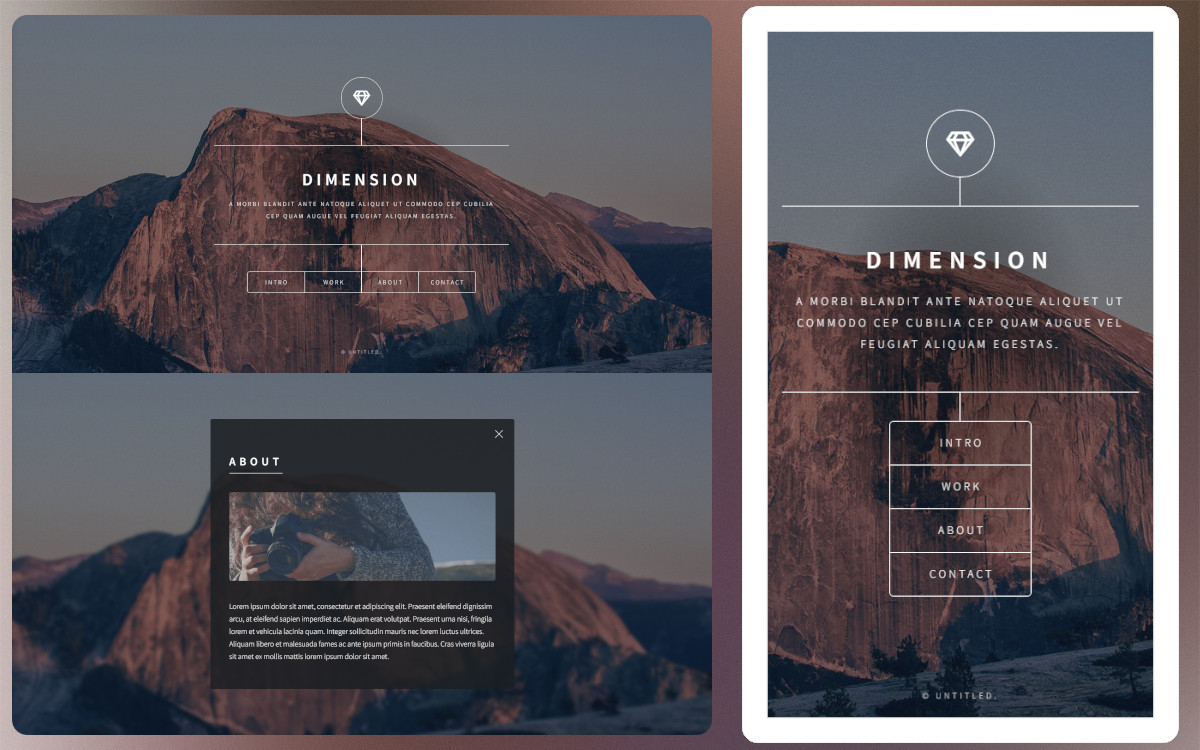 DIMENSION
A MORBI BLANDIT ANTE NATOQUE ALIQUET UT COMMODO CEP CUBILIA
CEP QUAM AUGUE VEL FEUGIAT ALIQUAM EGESTAS.
INTRO
WORK
ABOUT
CONTACT
© UNTITLED.
ABOUT
Lorem ipsum dolor sit amet, consectetur et adipiscing elit. Praesent eleifend dignissim
arcu, at eleifend sapien imperdiet ac. Aliquam erat volutpat. Praesent urna nisi, fringila
lorem et vehicula lacinia quam. Integer sollicitudin mauris nec lorem luctus ultrices.
Aliquam libero et malesuada fames ac ante ipsum primis in faucibus. Cras viverra ligula
sit amet ex mollis mattis lorem ipsum dolor sit amet.
DIMENSION
A MORBI BLANDIT ANTE NATOQUE ALIQUET UT
COMMODO CEP CUBILIA CEP QUAM AUGUE VEL
FEUGIAT ALIQUAM EGESTAS.
INTRO
WORK
ABOUT
CONTACT
© UNTITLED.